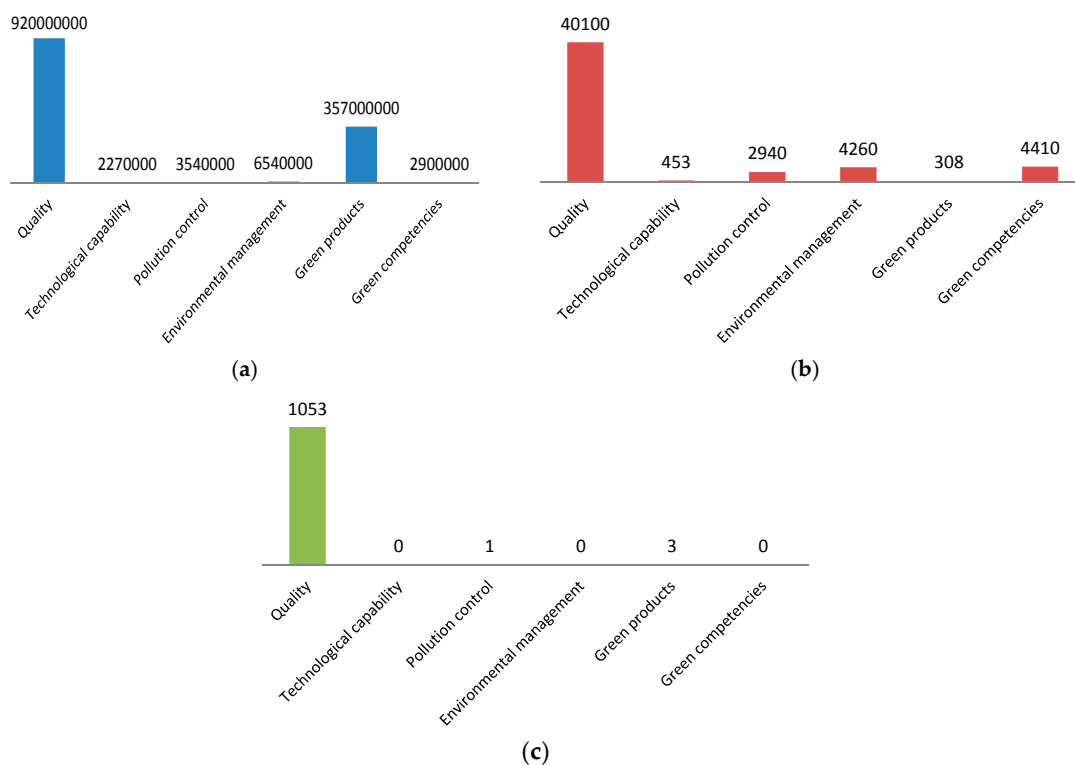 920000000
2270000
3540000
6540000
357000000
2900000
Quality
Technological capability
Pollution control
Environmental management
Green products
Green competencies
(a)
40100
453
2940
4260
308
4410
Quality
Technological capability
Pollution control
Environmental management
Green products
Green competencies
(b)
1053
0
1
0
3
0
Quality
Technological capability
Pollution control
Environmental management
Green products
Green competencies
(c)